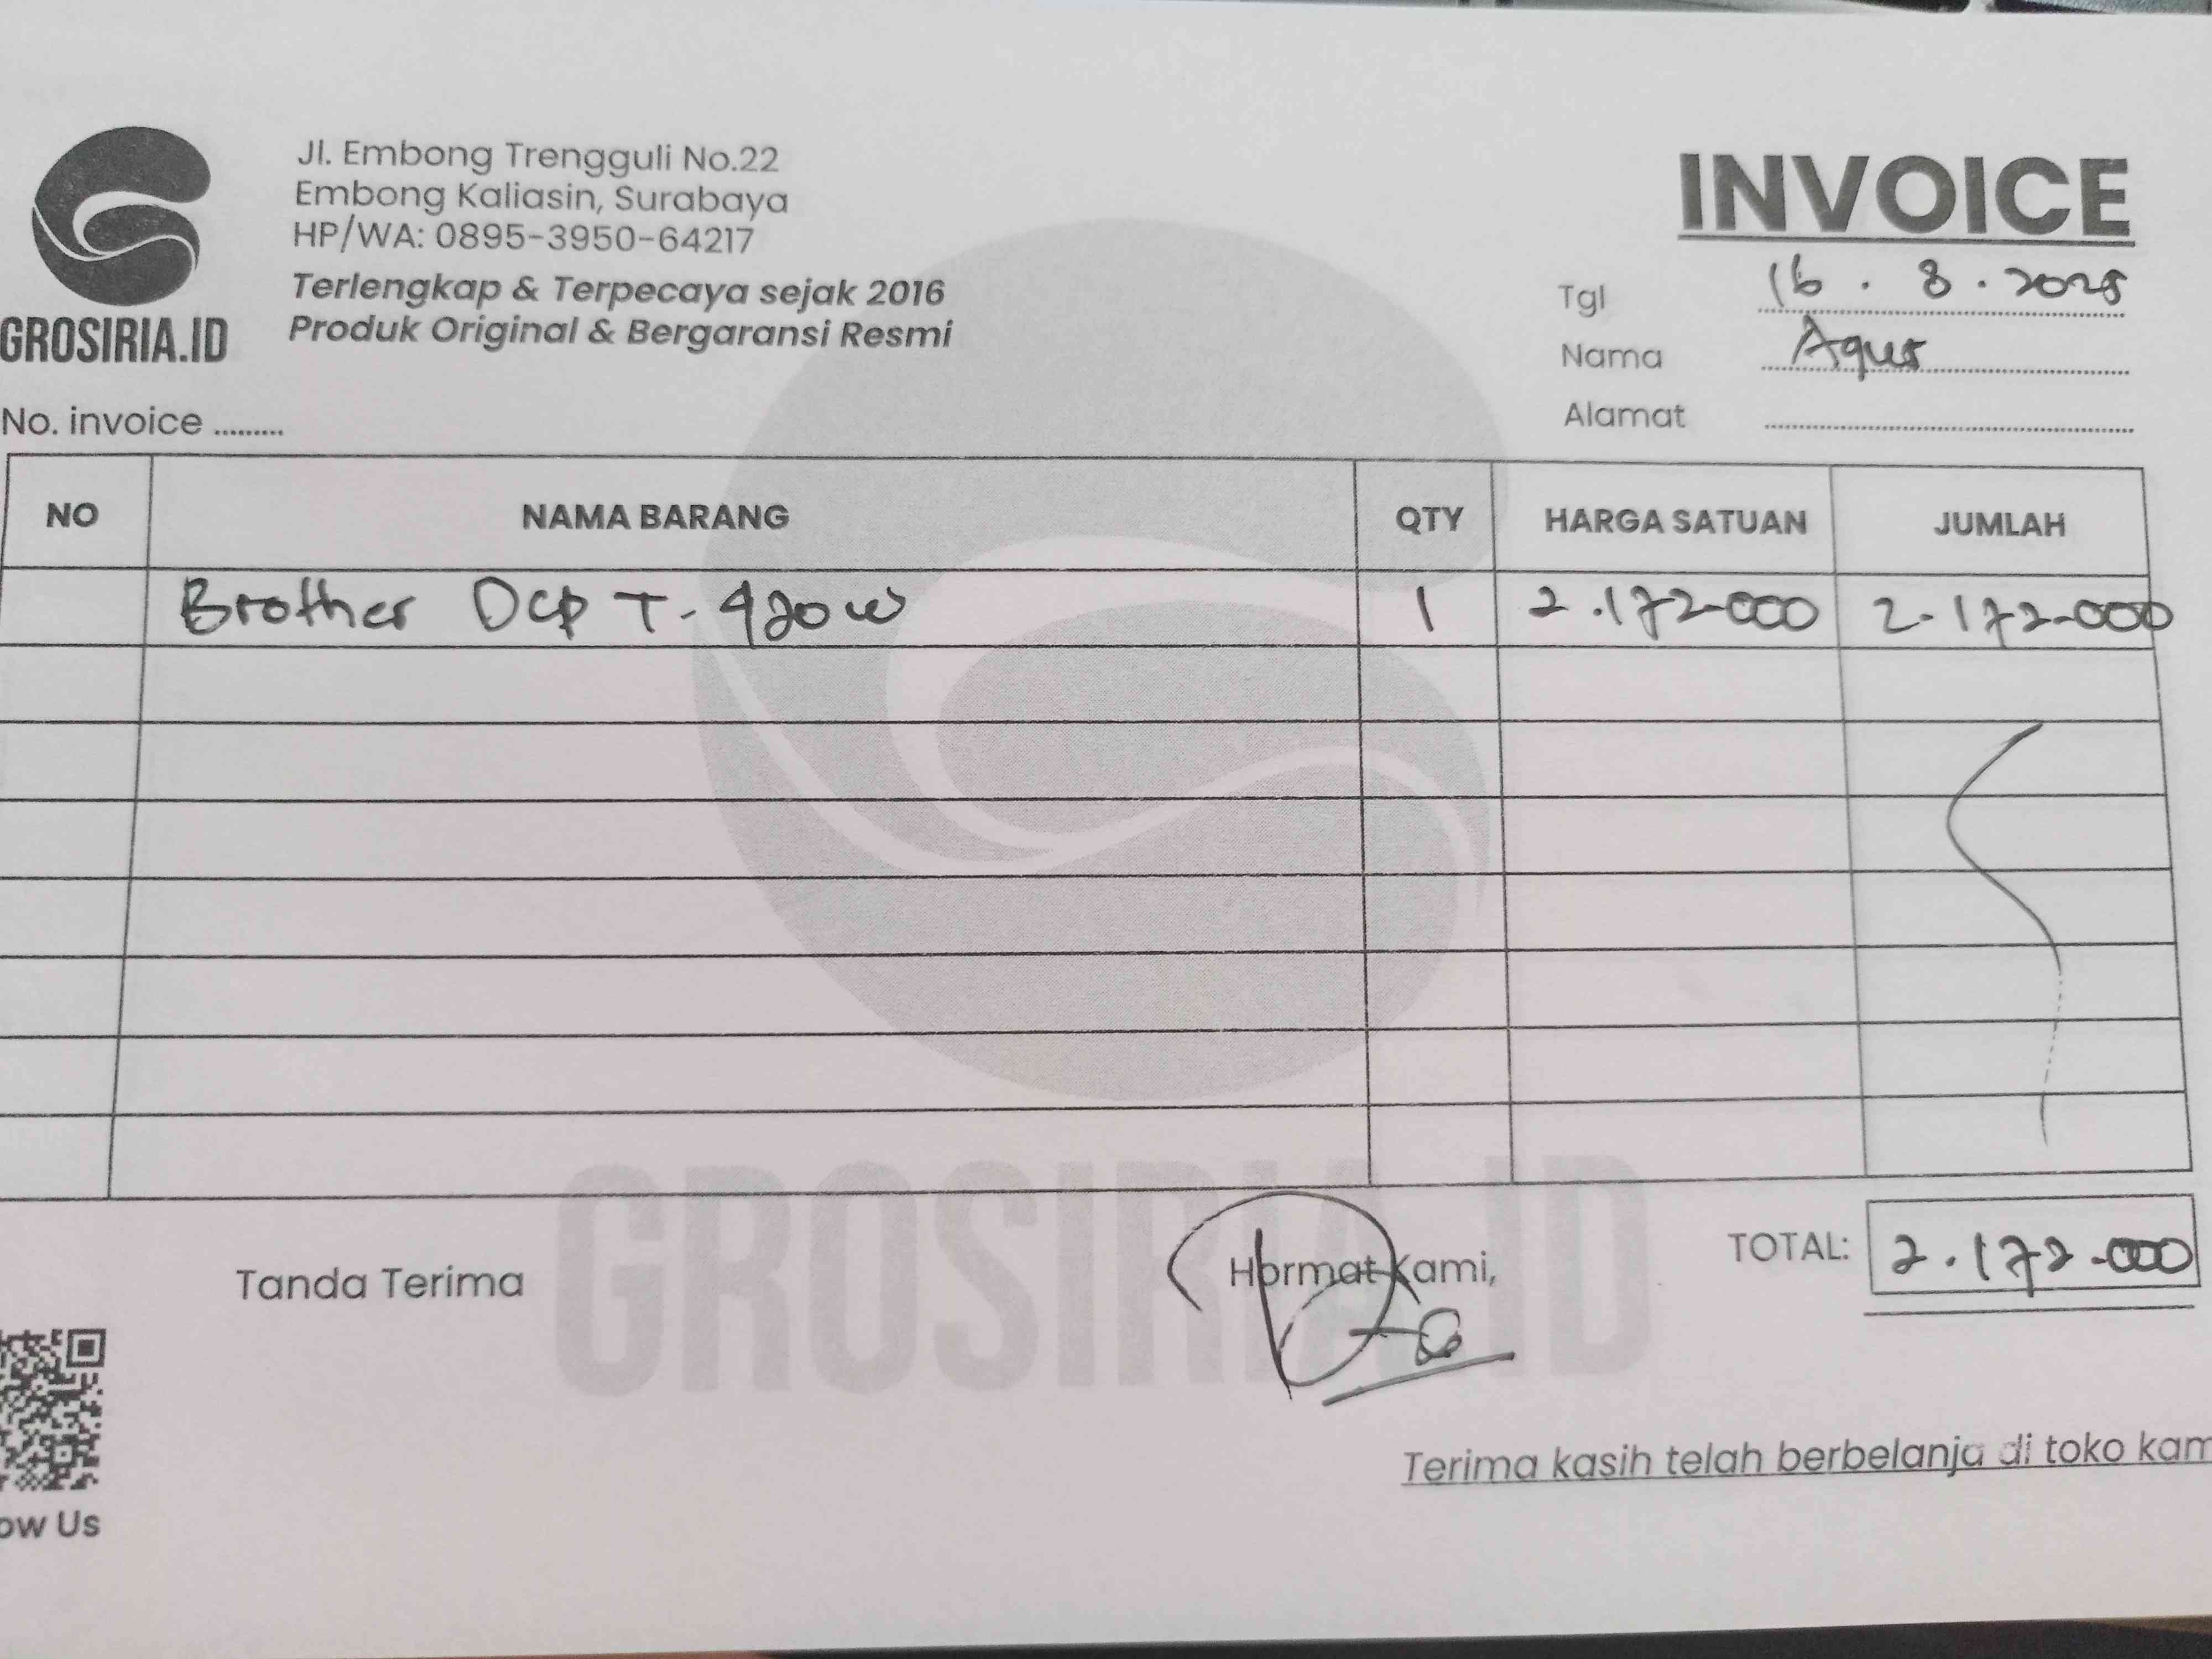 GROSIRIA.ID
Jl. Embong Trengguli No.22
Embong Kaliasin, Surabaya
HP/WA: 0895-3950-64217
Terlengkap & Terpecaya sejak 2016
Produk Original & Bergaransi Resmi
INVOICE
Tgl 16 . 8 . 2025
Nama Agus
Alamat
No. invoice .........
NO NAMA BARANG QTY HARGA SATUAN JUMLAH
Brother DCP T-420w 1 2.172.000 2.172.000
GROSIRIA.ID
TOTAL: 2.172.000
Tanda Terima
Hormat Kami,
ow Us
Terima kasih telah berbelanja di toko kam